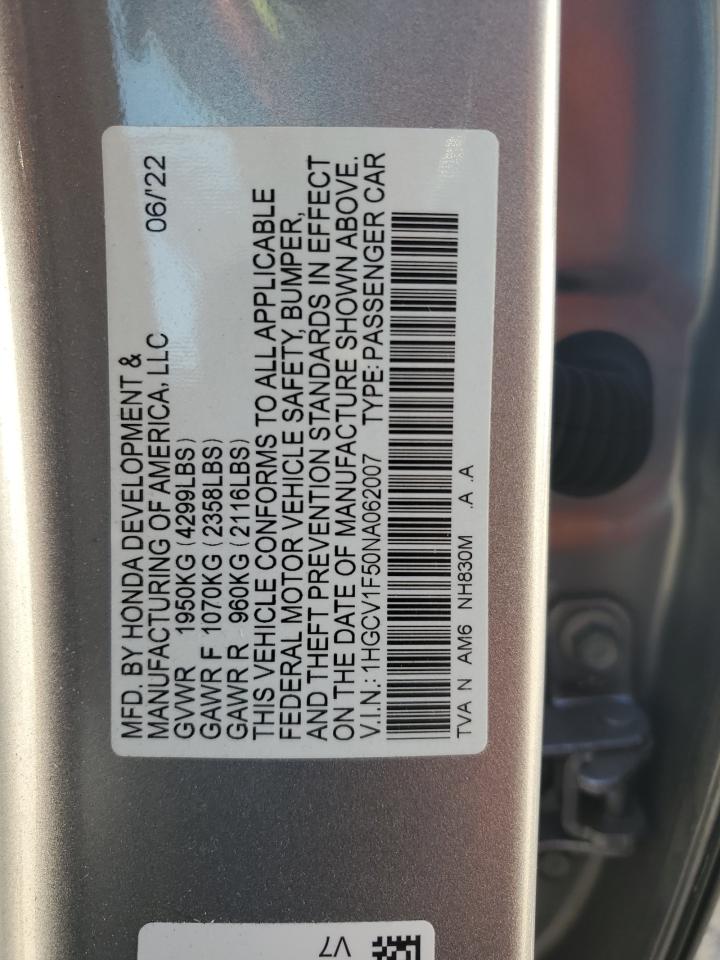 MFD. BY HONDA DEVELOPMENT &
MANUFACTURING OF AMERICA, LLC 06/'22
GVWR 1950KG (4299LBS)
GAWR F 1070KG (2358LBS)
GAWR R 960KG (2116LBS)
THIS VEHICLE CONFORMS TO ALL APPLICABLE
FEDERAL MOTOR VEHICLE SAFETY, BUMPER,
AND THEFT PREVENTION STANDARDS IN EFFECT
ON THE DATE OF MANUFACTURE SHOWN ABOVE.
V.I.N.: 1HGCV1F50NA062007 TYPE: PASSENGER CAR
TVA N AM6 NH830M .A .A
V7